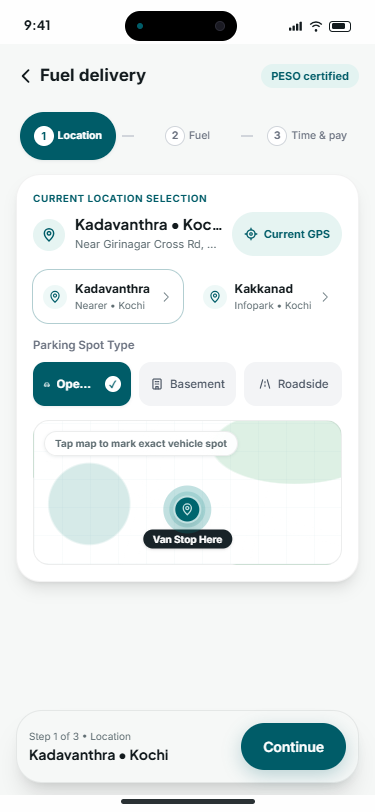 9:41
Fuel delivery
PESO certified
1 Location
2 Fuel
3 Time & pay
CURRENT LOCATION SELECTION
Kadavanthra • Koc...
Near Girinagar Cross Rd, ...
Current GPS
Kadavanthra
Nearer • Kochi
Kakkanad
Infopark • Kochi
Parking Spot Type
Ope...
Basement
Roadside
Tap map to mark exact vehicle spot
Van Stop Here
Step 1 of 3 • Location
Kadavanthra • Kochi
Continue